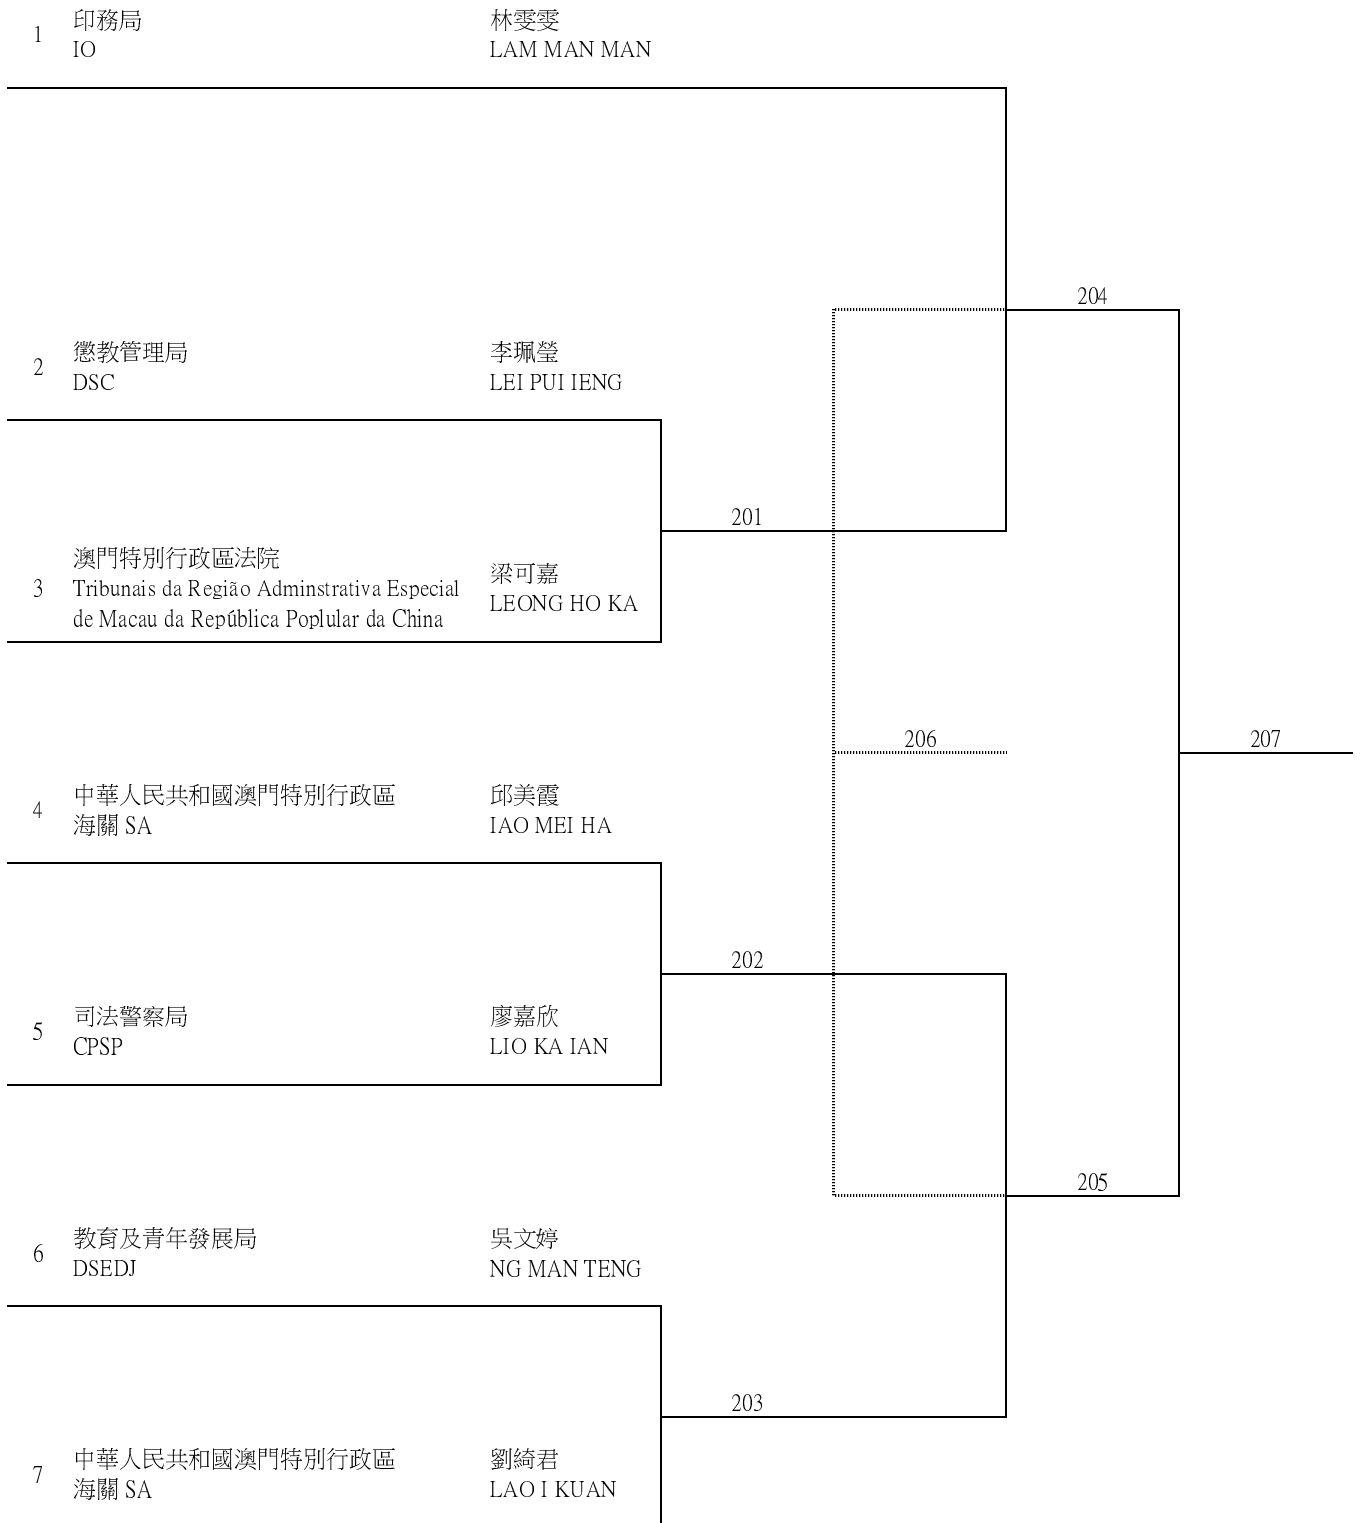 1
印務局
IO
林雯雯
LAM MAN MAN
204
2
懲教管理局
DSC
李珮瑩
LEI PUI IENG
201
3
澳門特別行政區法院
Tribunais da Região Adminstrativa Especial
de Macau da República Poplular da China
梁可嘉
LEONG HO KA
206
207
4
中華人民共和國澳門特別行政區
海關 SA
邱美霞
IAO MEI HA
202
5
司法警察局
CPSP
廖嘉欣
LIO KA IAN
205
6
教育及青年發展局
DSEDJ
吳文婷
NG MAN TENG
203
7
中華人民共和國澳門特別行政區
海關 SA
劉綺君
LAO I KUAN